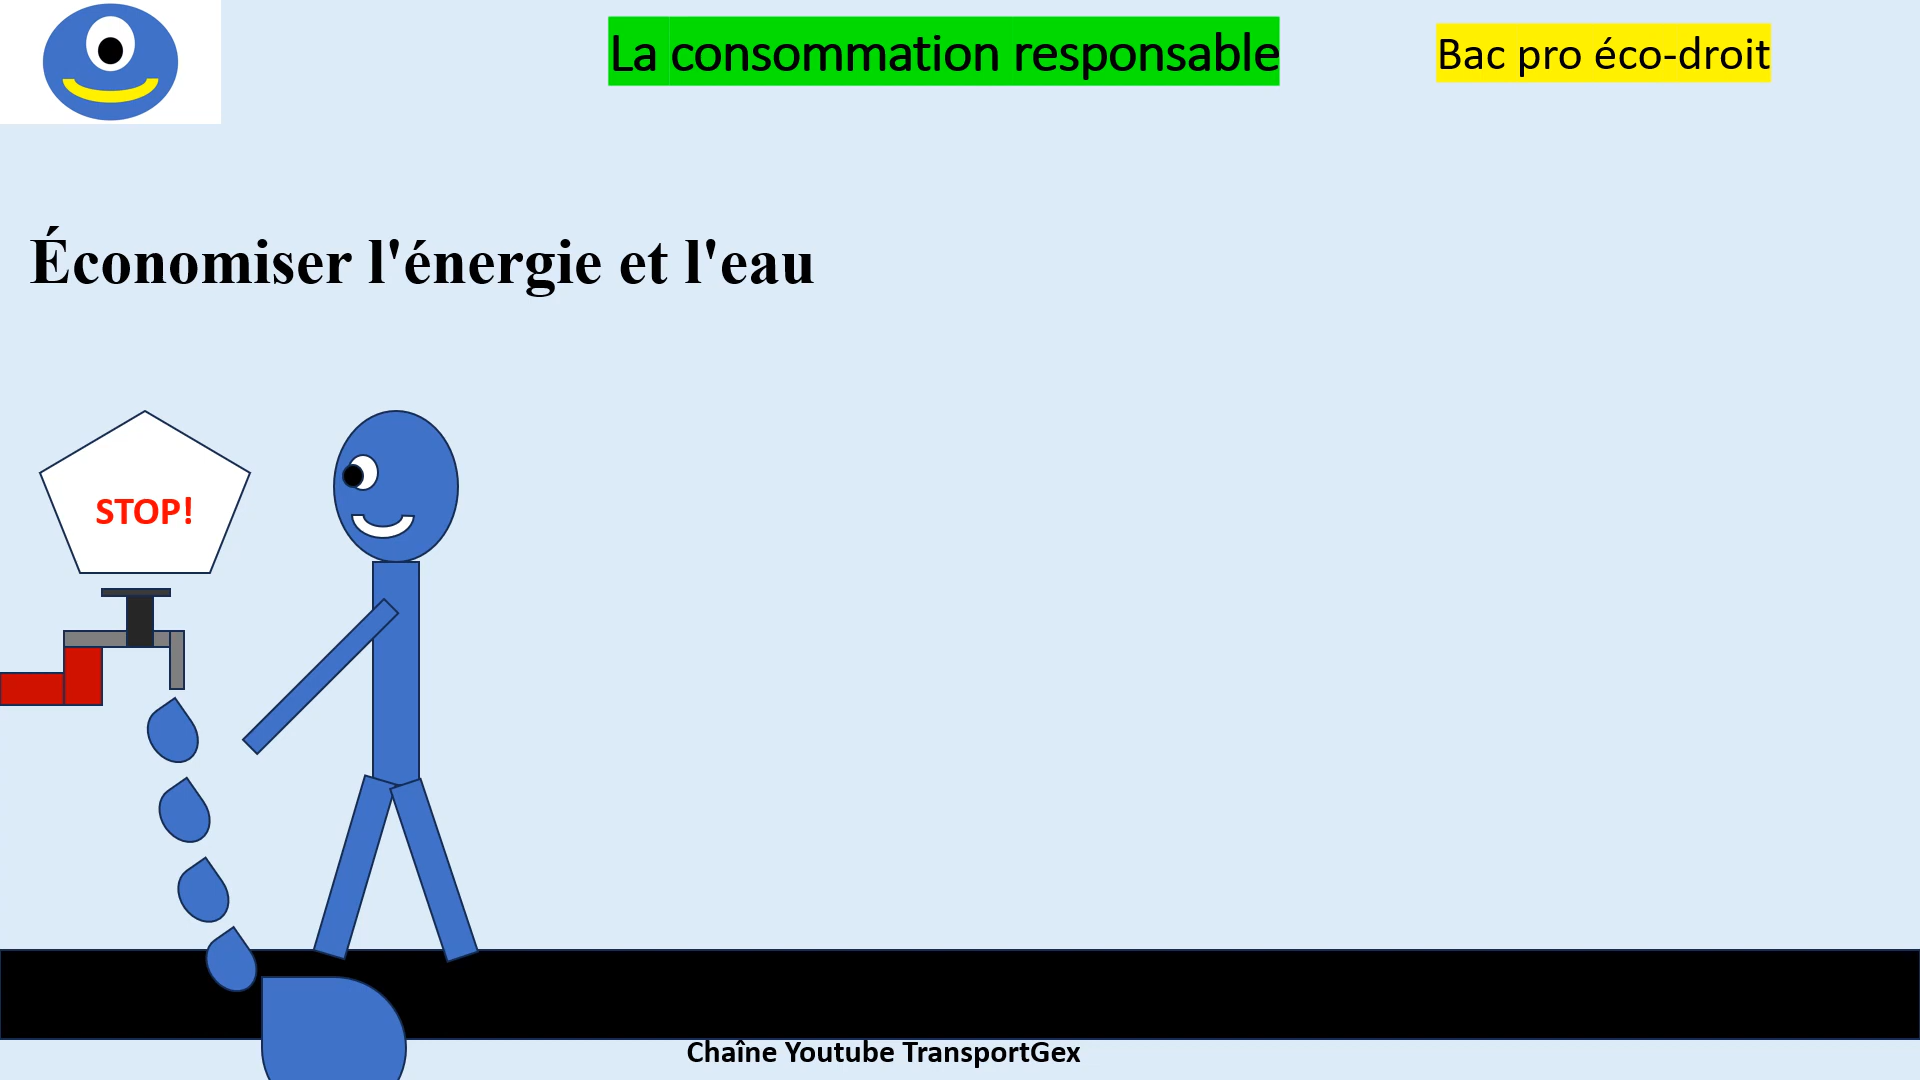 La consommation responsable
Bac pro éco-droit
Économiser l'énergie et l'eau
STOP!
Chaîne Youtube TransportGex